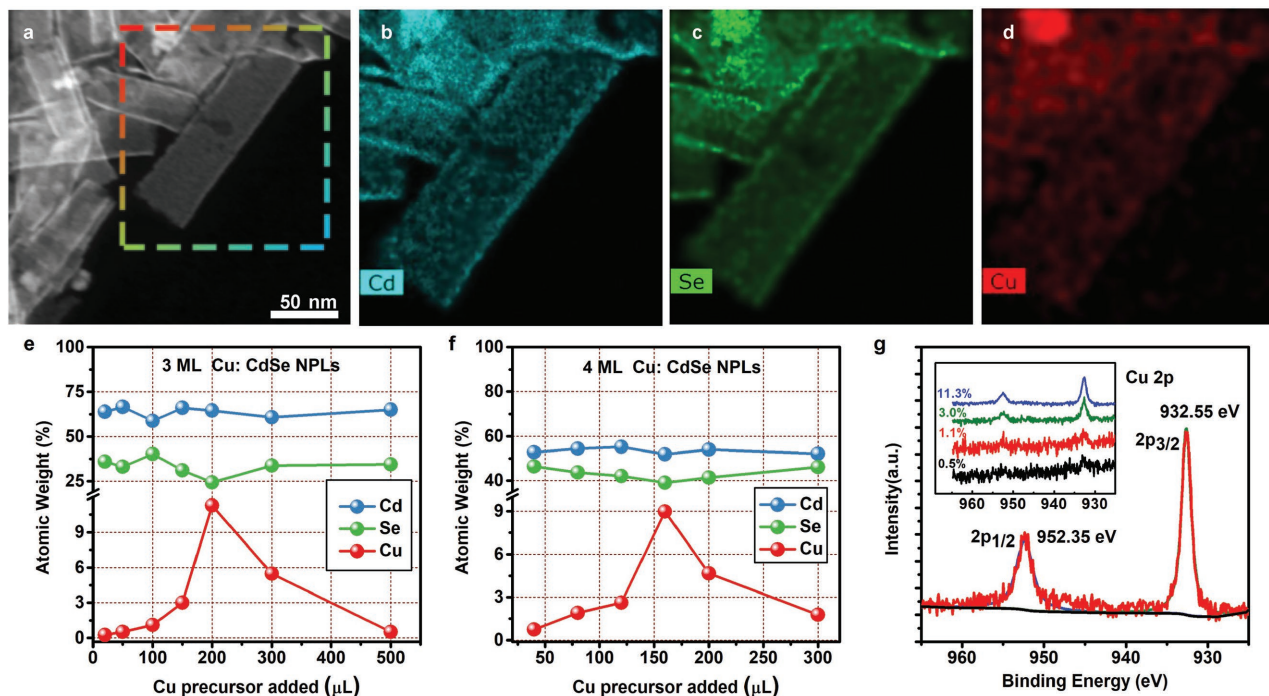 a
50 nm
b
Cd
c
Se
d
Cu
e
3 ML Cu: CdSe NPLs
Atomic Weight (%)
100
75
50
25
9
6
3
0
Cd
Se
Cu
0 100 200 300 400 500
Cu precursor added (μL)
f
4 ML Cu: CdSe NPLs
Atomic Weight (%)
100
80
60
40
9
6
3
0
Cd
Se
Cu
50 100 150 200 250 300
Cu precursor added (μL)
g
Cu 2p
932.55 eV
2p3/2
2p1/2
952.35 eV
11.3%
3.0%
1.1%
0.5%
960 950 940 930
Intensity(a.u.)
960 950 940 930
Binding Energy (eV)